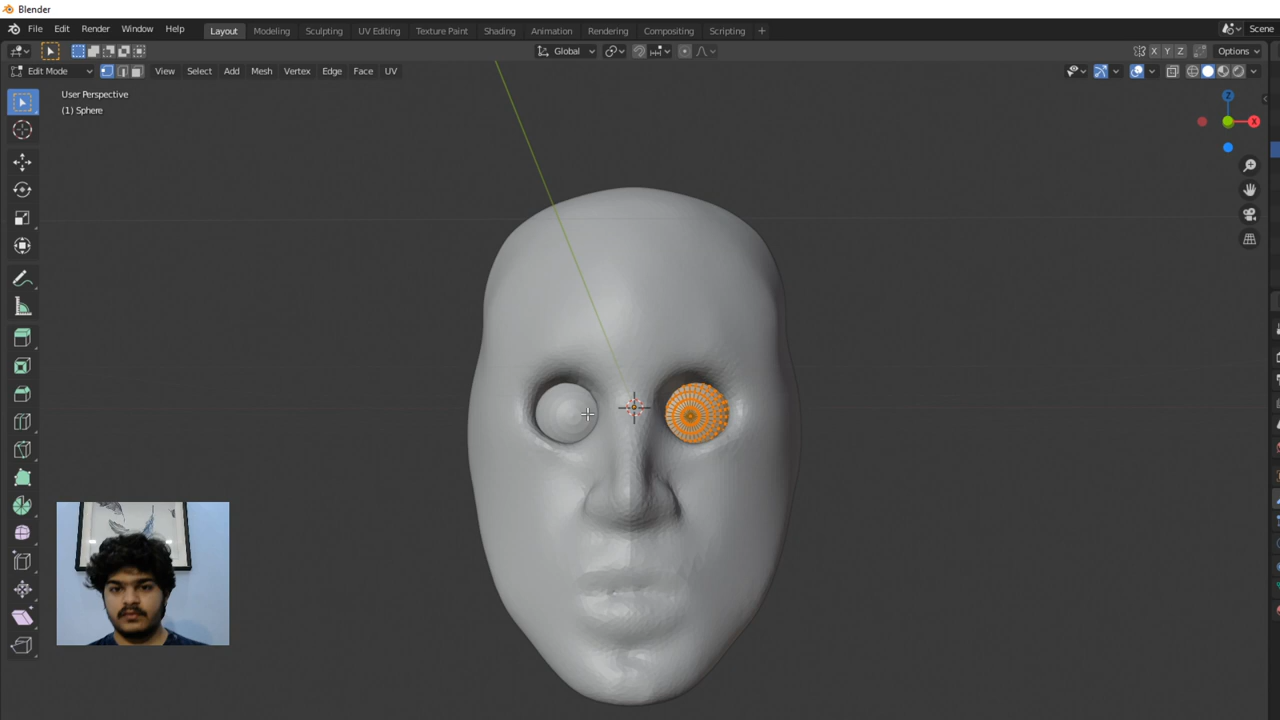 Blender
File Edit Render Window Help
Layout Modeling Sculpting UV Editing Texture Paint Shading Animation Rendering Compositing Scripting +
Scene
Global
X Y Z
Options
Edit Mode
View Select Add Mesh Vertex Edge Face UV
User Perspective
(1) Sphere
Z
X